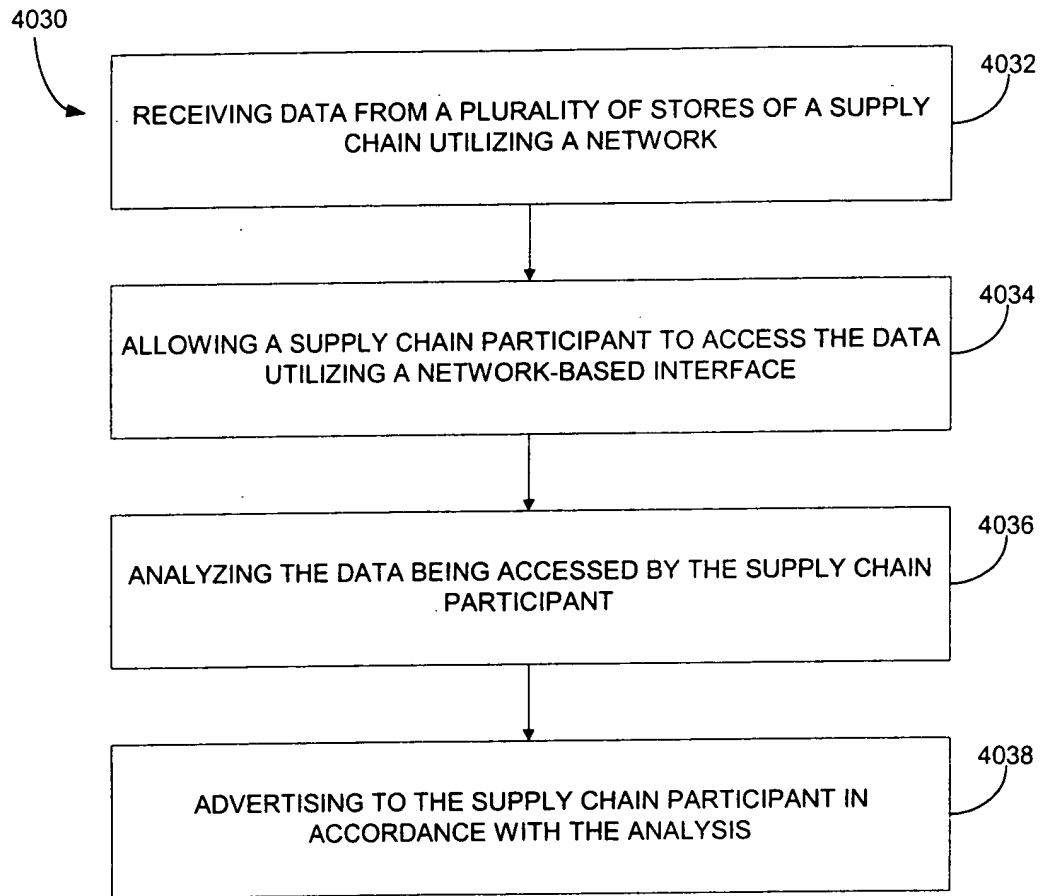 4030
4032
RECEIVING DATA FROM A PLURALITY OF STORES OF A SUPPLY
CHAIN UTILIZING A NETWORK
4034
ALLOWING A SUPPLY CHAIN PARTICIPANT TO ACCESS THE DATA
UTILIZING A NETWORK-BASED INTERFACE
4036
ANALYZING THE DATA BEING ACCESSED BY THE SUPPLY CHAIN
PARTICIPANT
4038
ADVERTISING TO THE SUPPLY CHAIN PARTICIPANT IN
ACCORDANCE WITH THE ANALYSIS